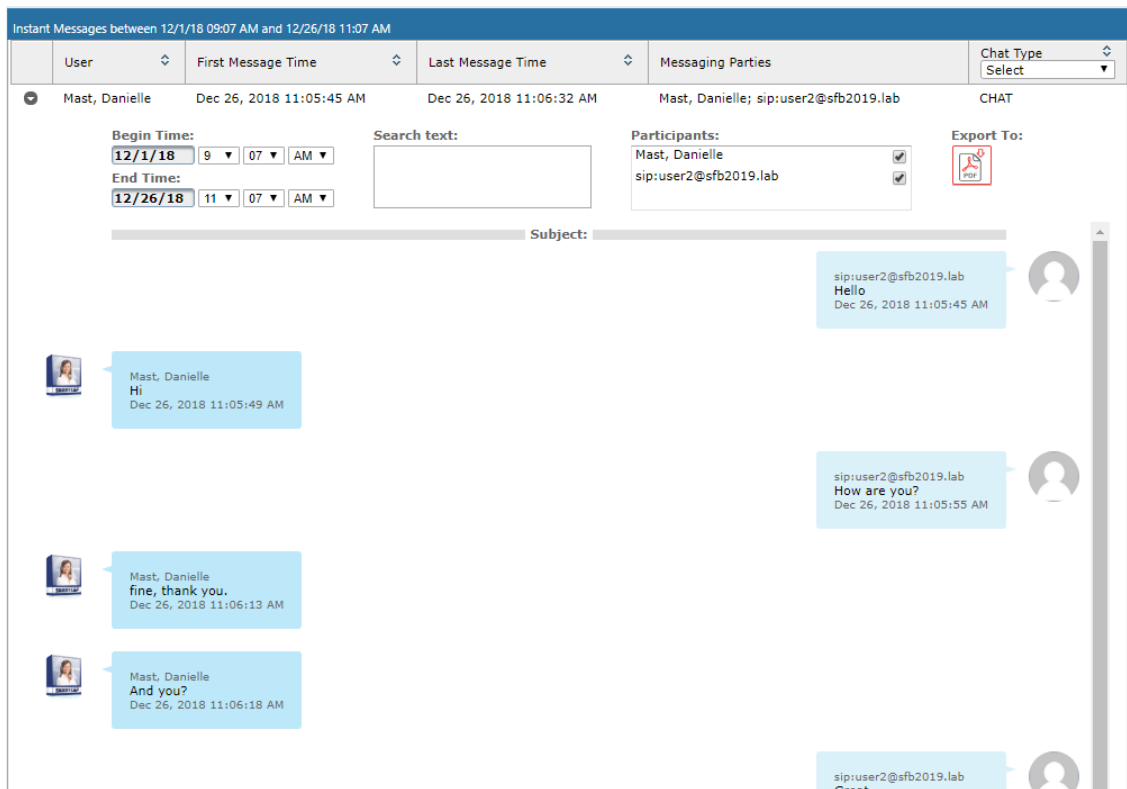 Instant Messages between 12/1/18 09:07 AM and 12/26/18 11:07 AM
User First Message Time Last Message Time Messaging Parties Chat Type
Select
Mast, Danielle Dec 26, 2018 11:05:45 AM Dec 26, 2018 11:06:32 AM Mast, Danielle; sip:user2@sfb2019.lab CHAT
Begin Time: Search text: Participants: Export To:
12/1/18 9 07 AM Mast, Danielle
PDF
End Time: sip:user2@sfb2019.lab
12/26/18 11 07 AM
Subject:
sip:user2@sfb2019.lab
Hello
Dec 26, 2018 11:05:45 AM
Mast, Danielle
Hi
Dec 26, 2018 11:05:49 AM
sip:user2@sfb2019.lab
How are you?
Dec 26, 2018 11:05:55 AM
Mast, Danielle
fine, thank you.
Dec 26, 2018 11:06:13 AM
Mast, Danielle
And you?
Dec 26, 2018 11:06:18 AM
sip:user2@sfb2019.lab